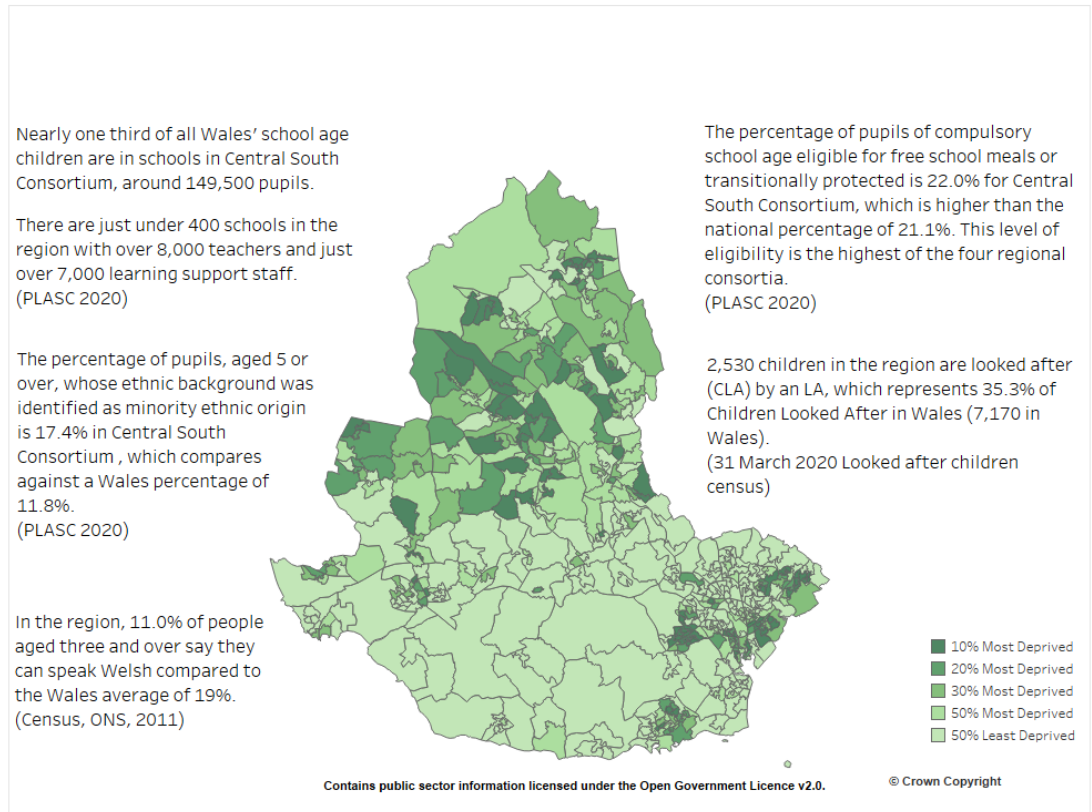 Nearly one third of all Wales' school age
children are in schools in Central South
Consortium, around 149,500 pupils.
There are just under 400 schools in the
region with over 8,000 teachers and just
over 7,000 learning support staff.
(PLASC 2020)
The percentage of pupils, aged 5 or
over, whose ethnic background was
identified as minority ethnic origin
is 17.4% in Central South
Consortium , which compares
against a Wales percentage of
11.8%.
(PLASC 2020)
In the region, 11.0% of people
aged three and over say they
can speak Welsh compared to
the Wales average of 19%.
(Census, ONS, 2011)
The percentage of pupils of compulsory
school age eligible for free school meals or
transitionally protected is 22.0% for Central
South Consortium, which is higher than the
national percentage of 21.1%. This level of
eligibility is the highest of the four regional
consortia.
(PLASC 2020)
2,530 children in the region are looked after
(CLA) by an LA, which represents 35.3% of
Children Looked After in Wales (7,170 in
Wales).
(31 March 2020 Looked after children
census)
10% Most Deprived
20% Most Deprived
30% Most Deprived
50% Most Deprived
50% Least Deprived
Contains public sector information licensed under the Open Government Licence v2.0.
© Crown Copyright